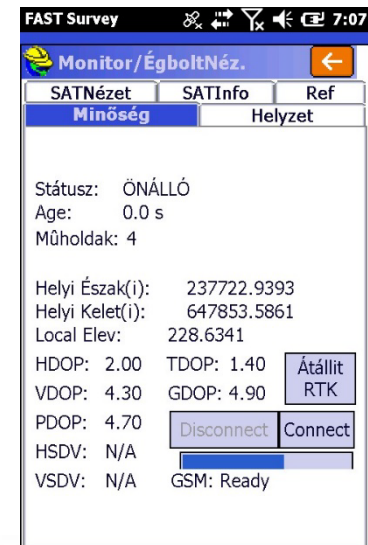 FAST Survey 7:07
Monitor/ÉgboltNéz.
SATNézet SATInfo Ref
Minőség Helyzet
Státusz: ÖNÁLLÓ
Age: 0.0 s
Mûholdak: 4
Helyi Észak(i): 237722.9393
Helyi Kelet(i): 647853.5861
Local Elev: 228.6341
HDOP: 2.00 TDOP: 1.40 Átállit
VDOP: 4.30 GDOP: 4.90 RTK
PDOP: 4.70 Disconnect Connect
HSDV: N/A
VSDV: N/A GSM: Ready